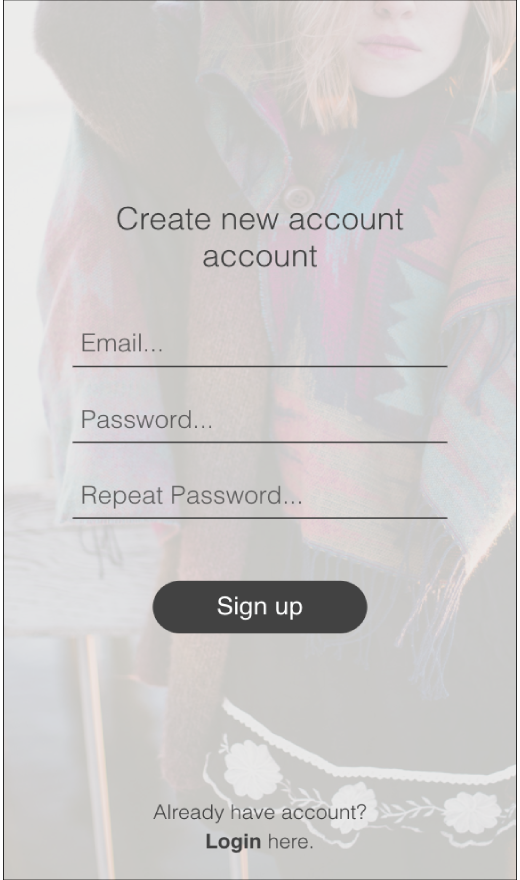 Create new account
account
Email...
Password...
Repeat Password...
Sign up
Already have account?
Login here.